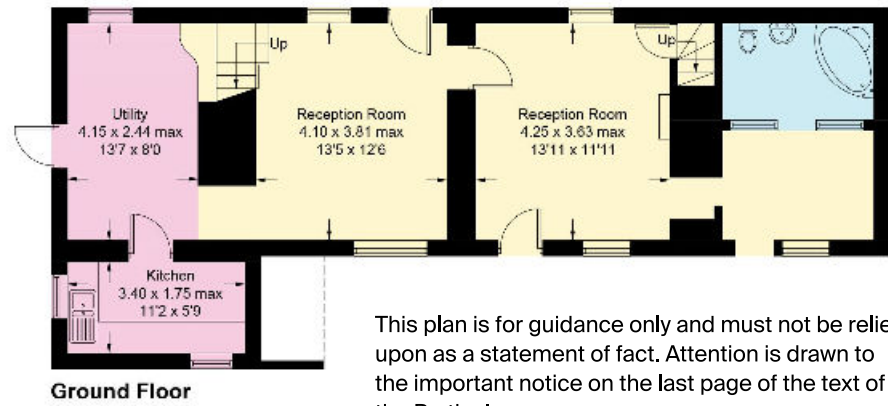 Up
Up
Utility
4.15 x 2.44 max
13'7 x 8'0
Reception Room
4.10 x 3.81 max
13'5 x 12'6
Reception Room
4.25 x 3.63 max
13'11 x 11'11
Kitchen
3.40 x 1.75 max
11'2 x 5'9
Ground Floor
This plan is for guidance only and must not be relie
upon as a statement of fact. Attention is drawn to
the important notice on the last page of the text of